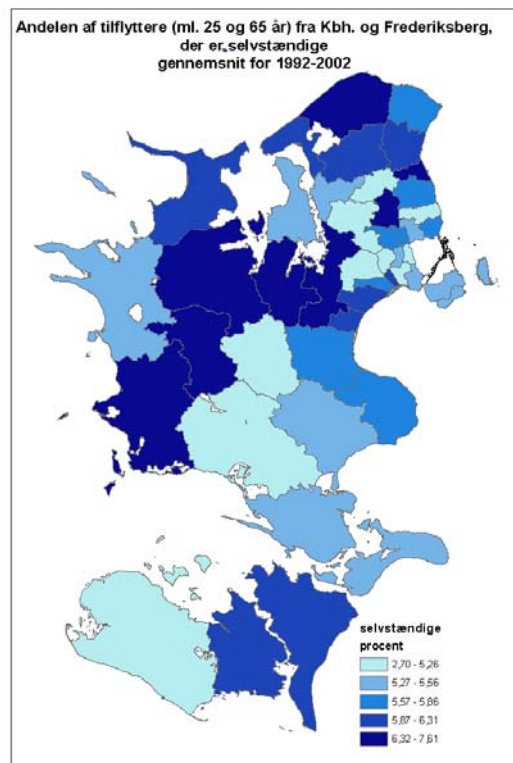 Andelen af tilflyttere (ml. 25 og 65 år) fra Kbh. og Frederiksberg,
der er selvstændige
gennemsnit for 1992-2002
selvstændige
procent
2,70 - 5,26
5,27 - 5,56
5,57 - 5,86
5,87 - 6,31
6,32 - 7,61